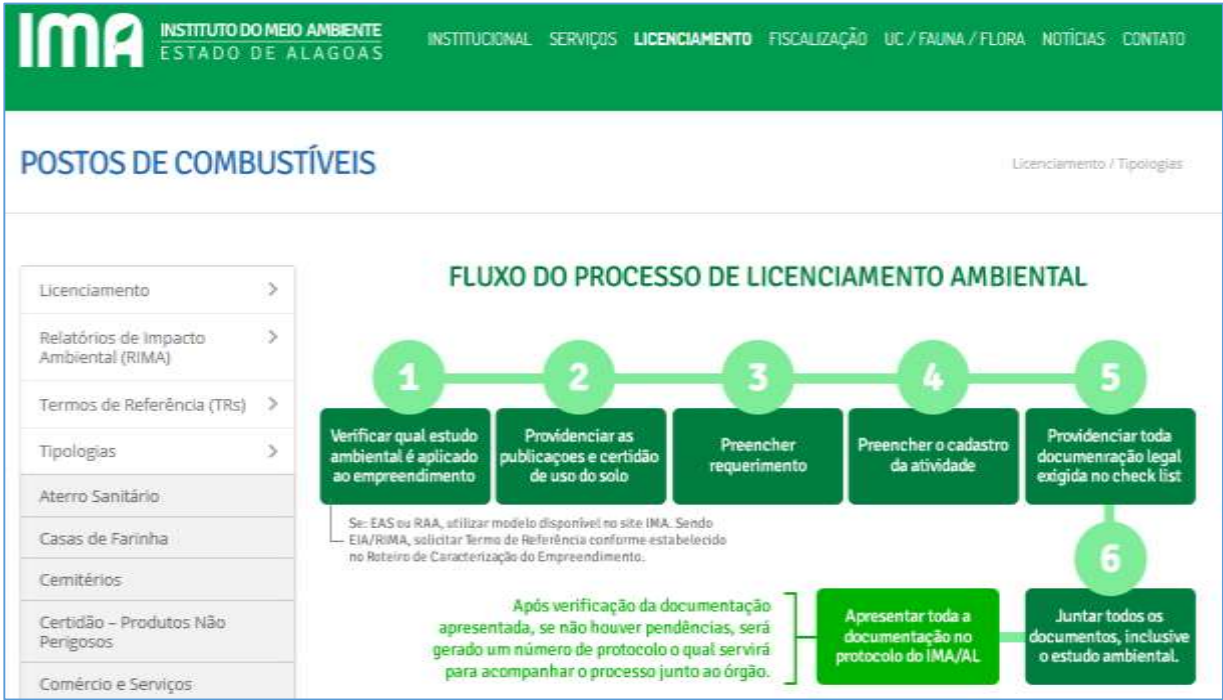 IMA
INSTITUTO DO MEIO AMBIENTE
ESTADO DE ALAGOAS
INSTITUCIONAL SERVIÇOS LICENCIAMENTO FISCALIZAÇÃO UC / FAUNA / FLORA NOTÍCIAS CONTATO
POSTOS DE COMBUSTÍVEIS
Licenciamento / Tipologias
Licenciamento
Relatórios de Impacto
Ambiental (RIMA)
Termos de Referência (TRs)
Tipologias
Aterro Sanitário
Casas de Farinha
Cemitérios
Certidão – Produtos Não
Perigosos
Comércio e Serviços
FLUXO DO PROCESSO DE LICENCIAMENTO AMBIENTAL
1
Verificar qual estudo
ambiental é aplicado
ao empreendimento
2
Providenciar as
publicaçoes e certidão
de uso do solo
3
Preencher
requerimento
4
Preencher o cadastro
da atividade
5
Providenciar toda
documenração legal
exigida no check list
Se: EAS ou RAA, utilizar modelo disponível no site IMA. Sendo
EIA/RIMA, solicitar Termo de Referência conforme estabelecido
no Roteiro de Caracterização do Empreendimento.
6
Juntar todos os
documentos, inclusive
o estudo ambiental.
Apresentar toda a
documentação no
protocolo do IMA/AL
Após verificação da documentação
apresentada, se não houver pendências, será
gerado um número de protocolo o qual servirá
para acompanhar o processo junto ao órgão.